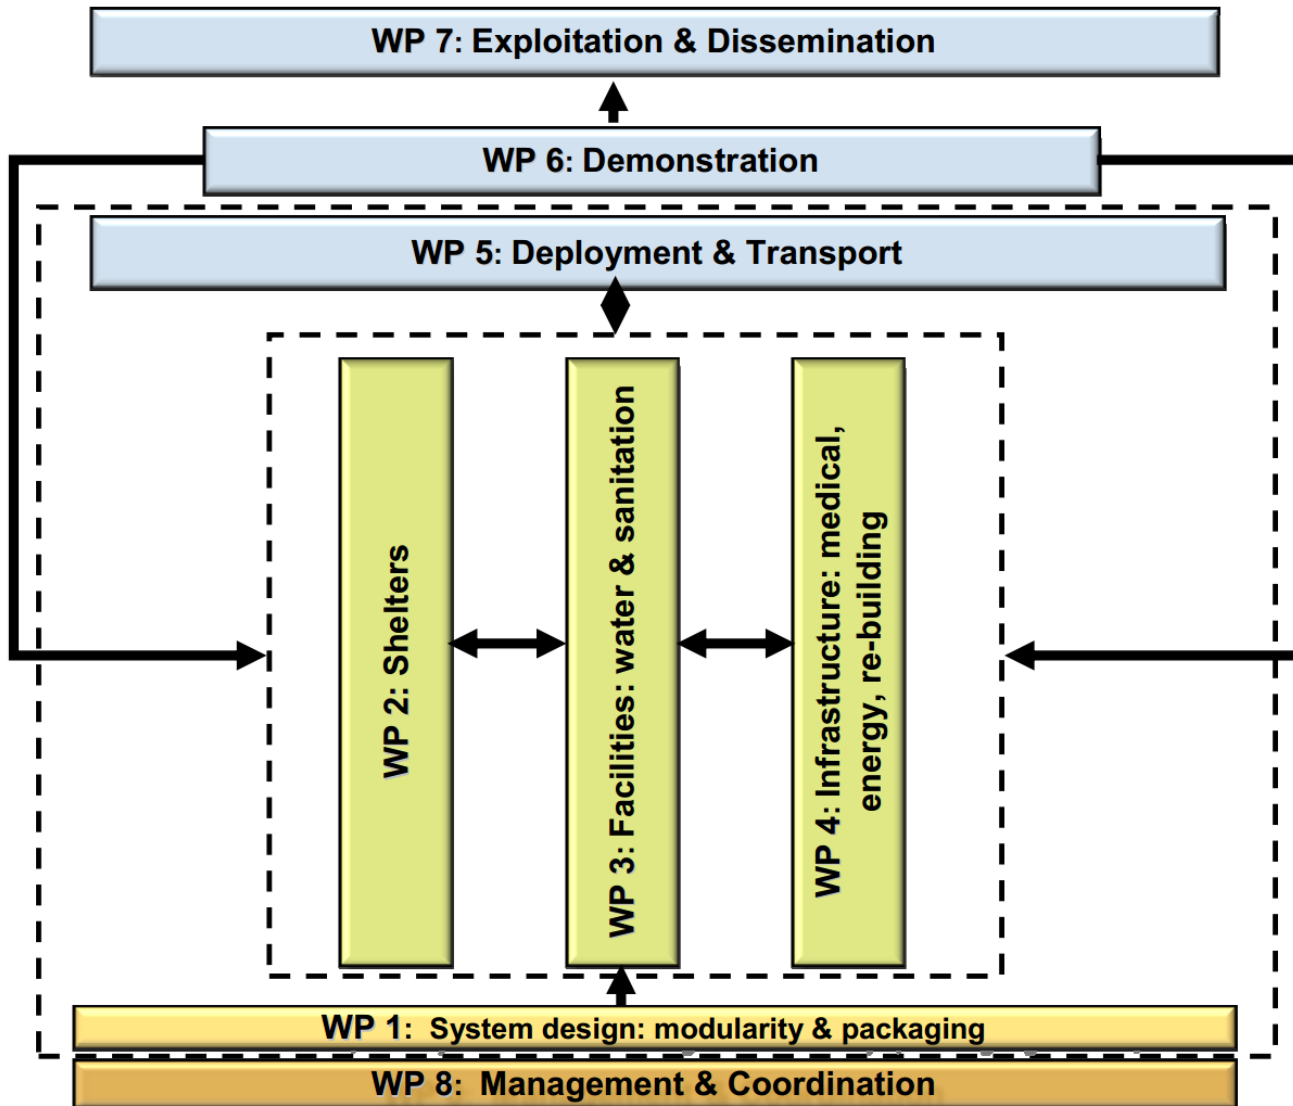 WP 7: Exploitation & Dissemination
WP 6: Demonstration
WP 5: Deployment & Transport
WP 2: Shelters
WP 3: Facilities: water & sanitation
WP 4: Infrastructure: medical,
energy, re-building
WP 1: System design: modularity & packaging
WP 8: Management & Coordination